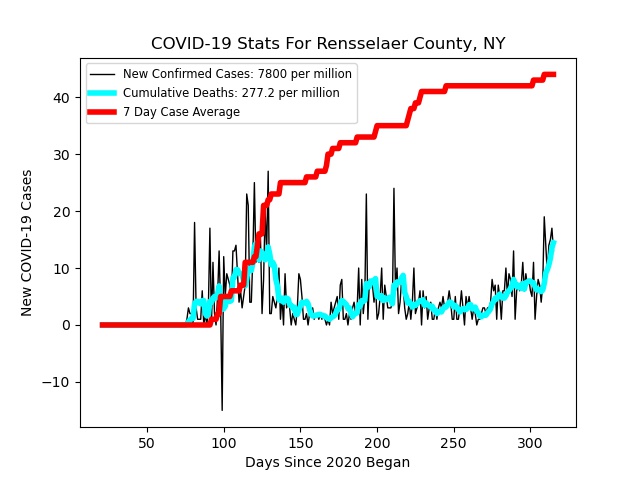 COVID-19 Stats For Rensselaer County, NY
New Confirmed Cases: 7800 per million
Cumulative Deaths: 277.2 per million
7 Day Case Average
40
30
20
10
0
−10
New COVID-19 Cases
50 100 150 200 250 300
Days Since 2020 Began